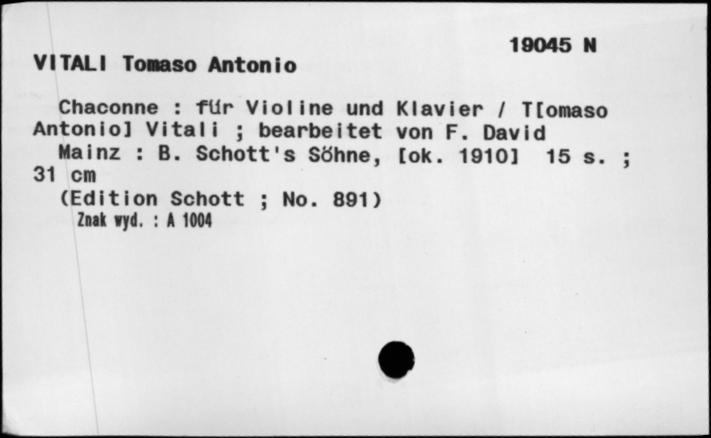 19045 N
VITALI Tomaso Antonio
Chaconne : für Violine und Klavier / T[omaso
Antonio] Vitali ; bearbeitet von F. David
Mainz : B. Schott's Söhne, [ok. 1910] 15 s. ;
31 cm
(Edition Schott ; No. 891)
Znak wyd. : A 1004